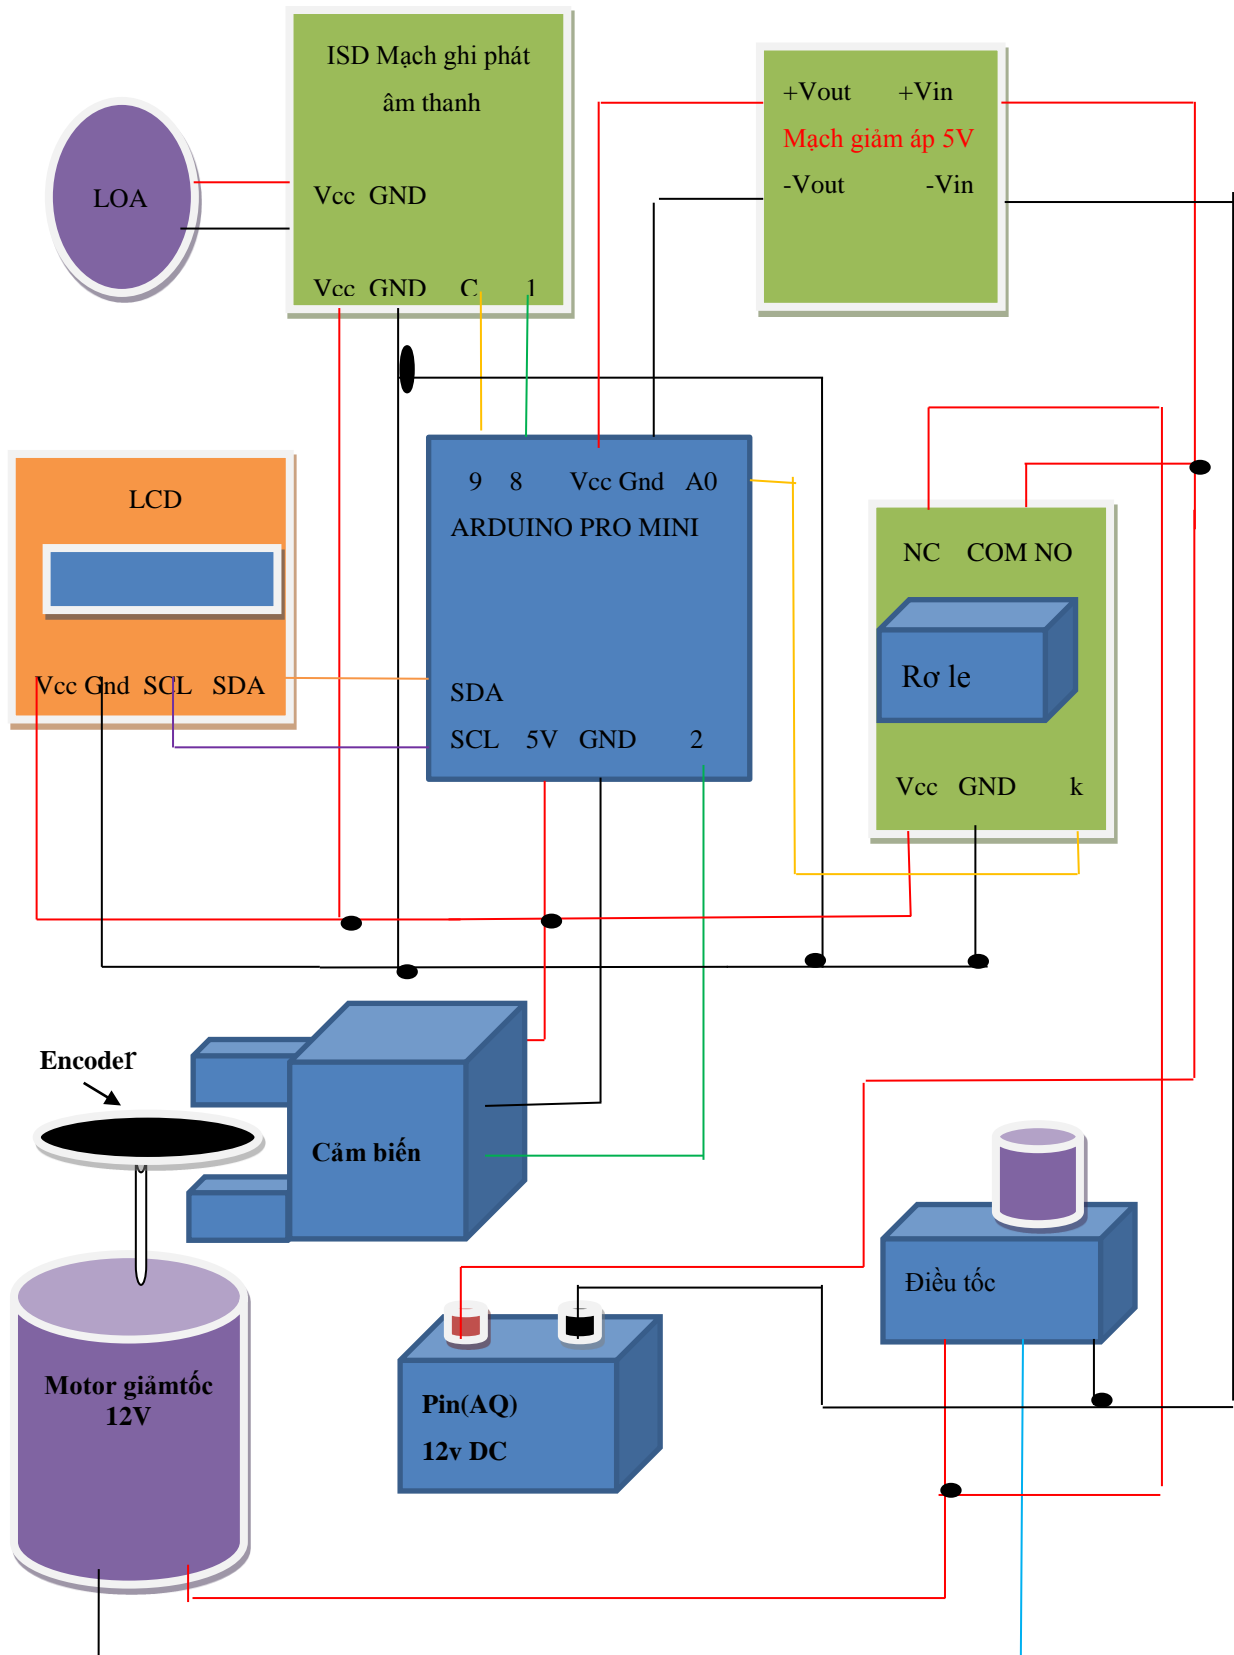 ISD Mạch ghi phát
âm thanh
Vcc GND
Vcc GND C 1
LOA
+Vout +Vin
Mạch giảm áp 5V
-Vout -Vin
LCD
Vcc Gnd SCL SDA
9 8 Vcc Gnd A0
ARDUINO PRO MINI
SDA
SCL 5V GND 2
NC COM NO
Rơ le
Vcc GND k
Encoder
Cảm biến
Điều tốc
Motor giảmtốc
12V
Pin(AQ)
12v DC